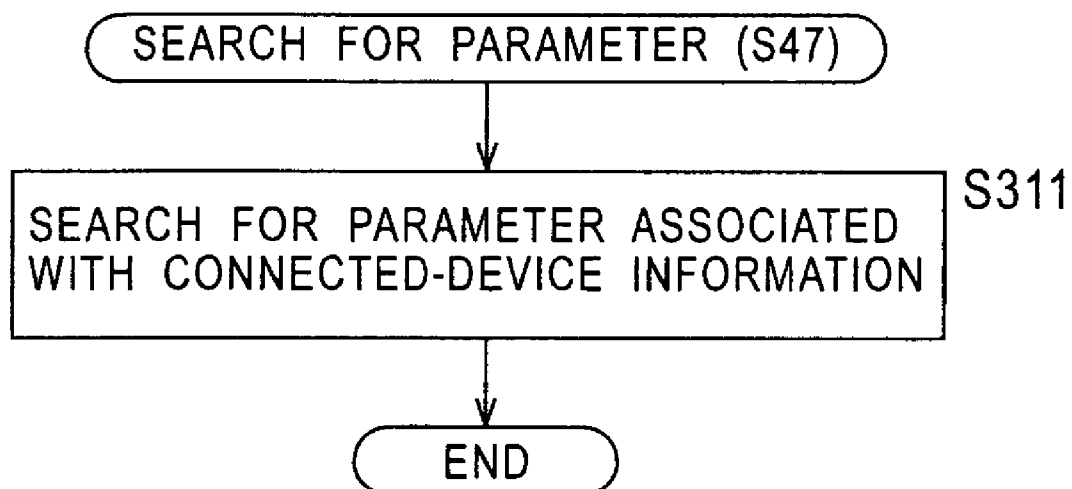 SEARCH FOR PARAMETER (S47)
S311
SEARCH FOR PARAMETER ASSOCIATED
WITH CONNECTED-DEVICE INFORMATION
END